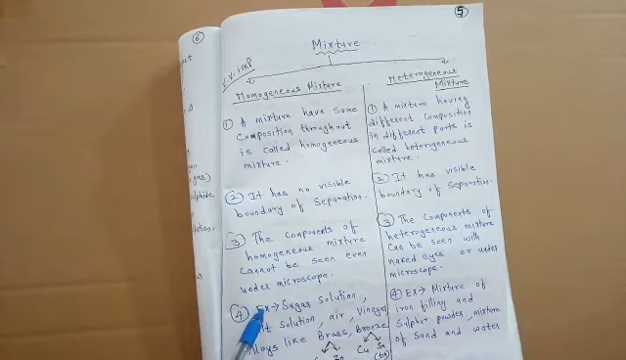 5
6
Mixture
V.V.imp
Homogeneous Mixture
① A mixture have same
composition throughout
is called homogeneous
mixture.
② It has no visible
boundary of separation.
③ The components of
homogeneous mixture
cannot be seen even
under microscope.
④ Ex→ Sugar solution,
solution, air, Vinegar
Alloys like Brass, Bronze
Cu Sn
Heterogeneous
Mixture
① A mixture having
different composition
in different parts is
called heterogeneous
mixture.
② It has visible
boundary of separation.
③ The components of
heterogeneous mixture
can be seen with
naked eyes or under
microscope.
④ Ex→ Mixture of
iron filling and
Sulphur powder, mixture
of Sand and water